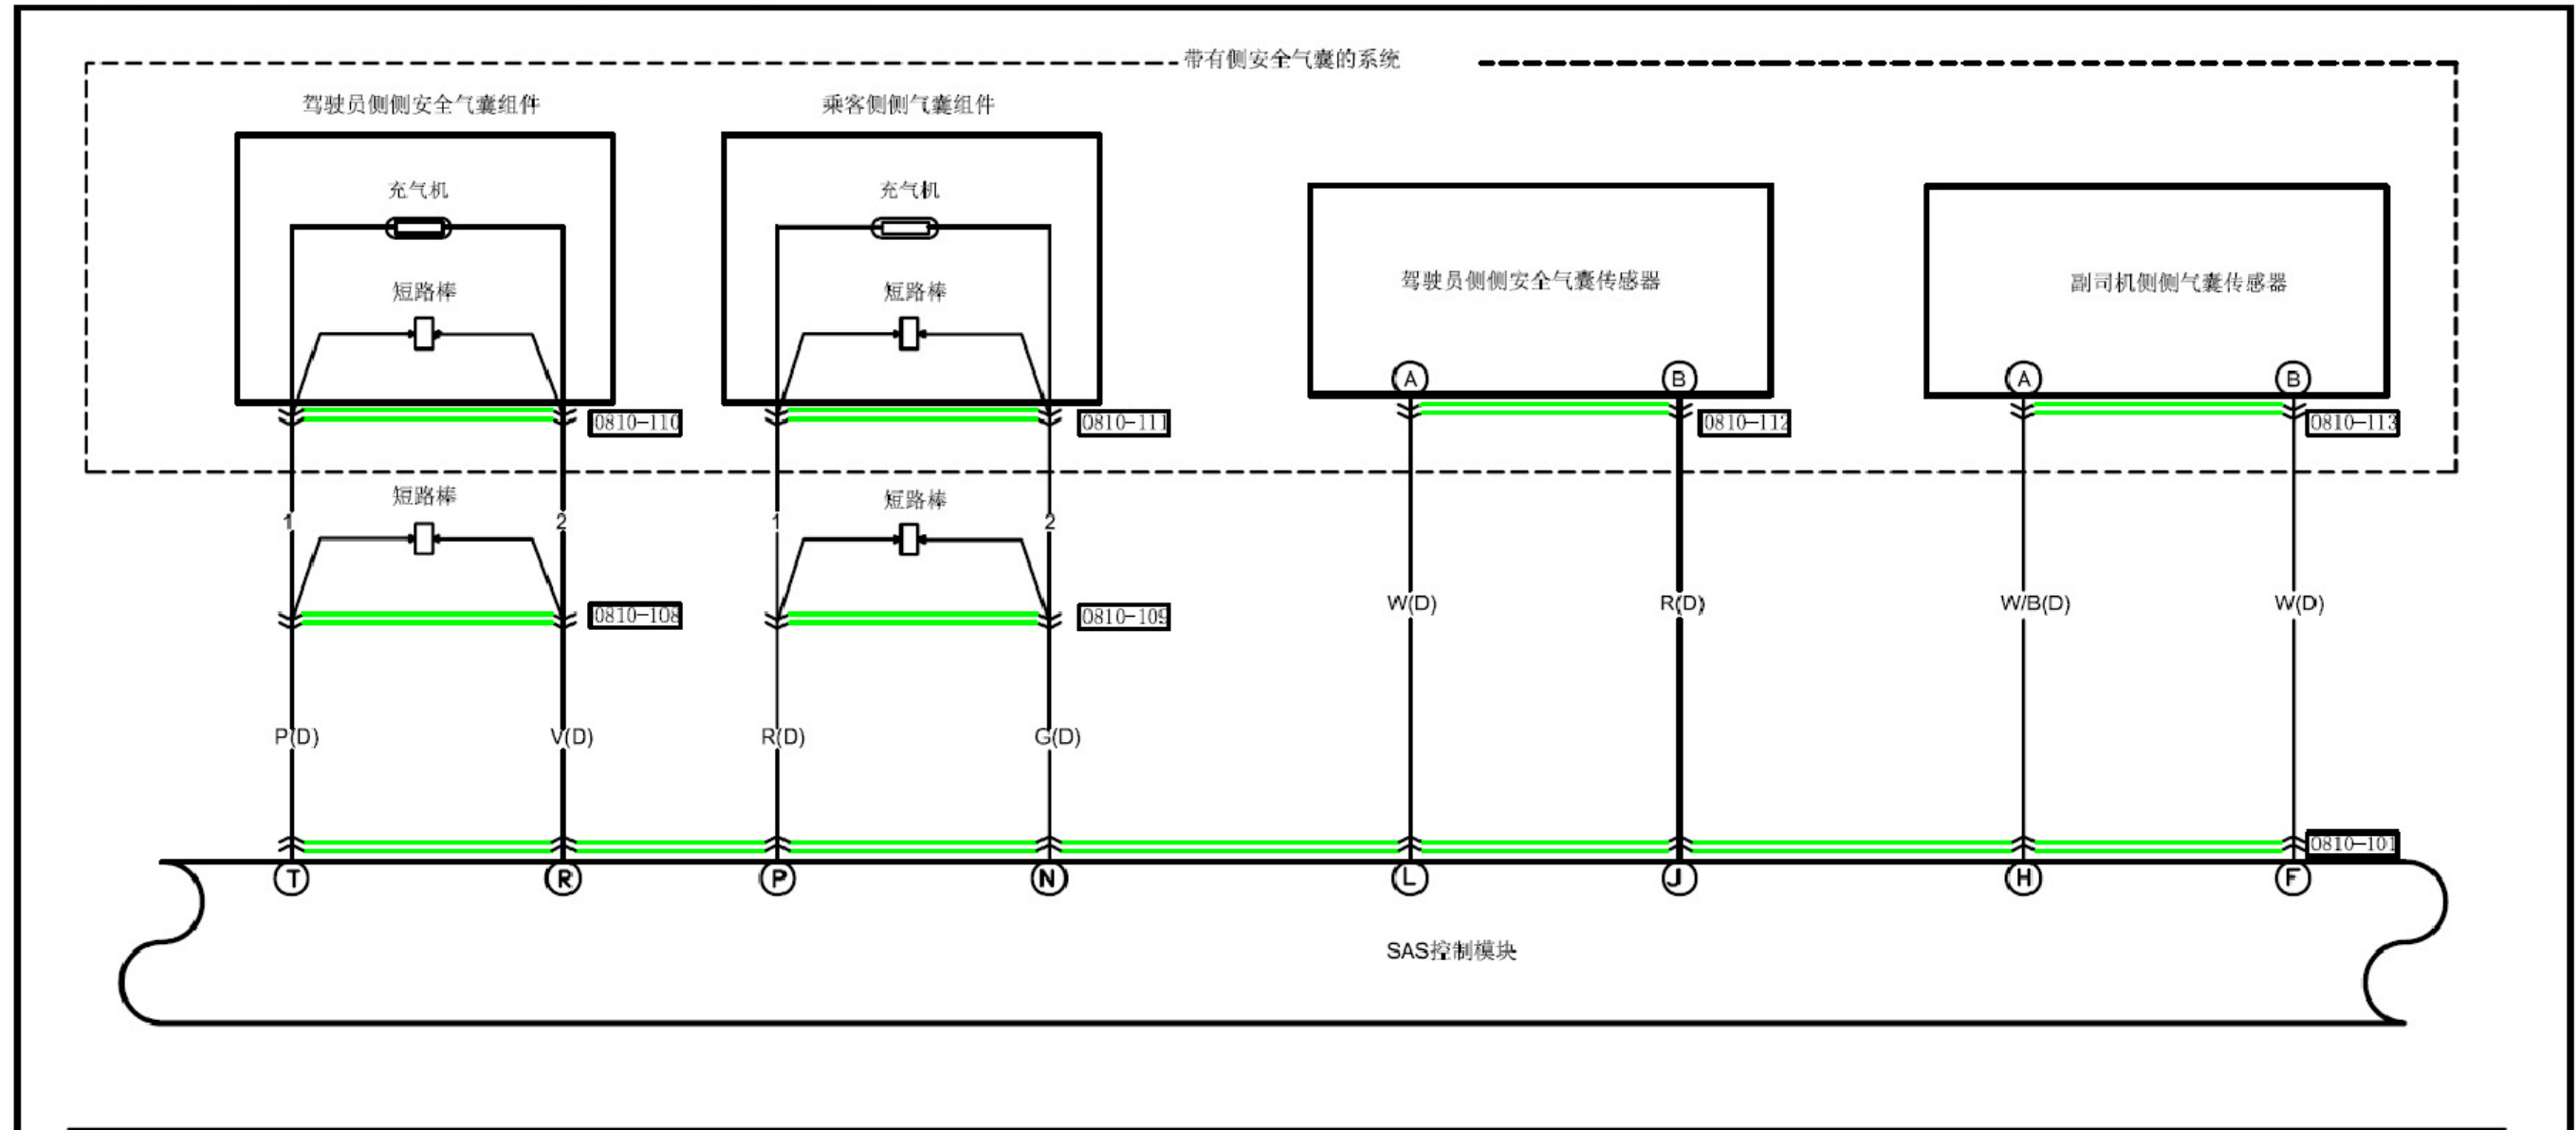 带有侧安全气囊的系统
驾驶员侧侧安全气囊组件
乘客侧侧气囊组件
充气机
充气机
驾驶员侧侧安全气囊传感器
副司机侧侧气囊传感器
短路棒
短路棒
A
B
A
B
0810-110
0810-111
0810-112
0810-113
短路棒
短路棒
1
2
1
2
W(D)
R(D)
W/B(D)
W(D)
0810-108
0810-109
P(D)
V(D)
R(D)
G(D)
0810-101
T
R
P
N
L
J
H
F
SAS控制模块